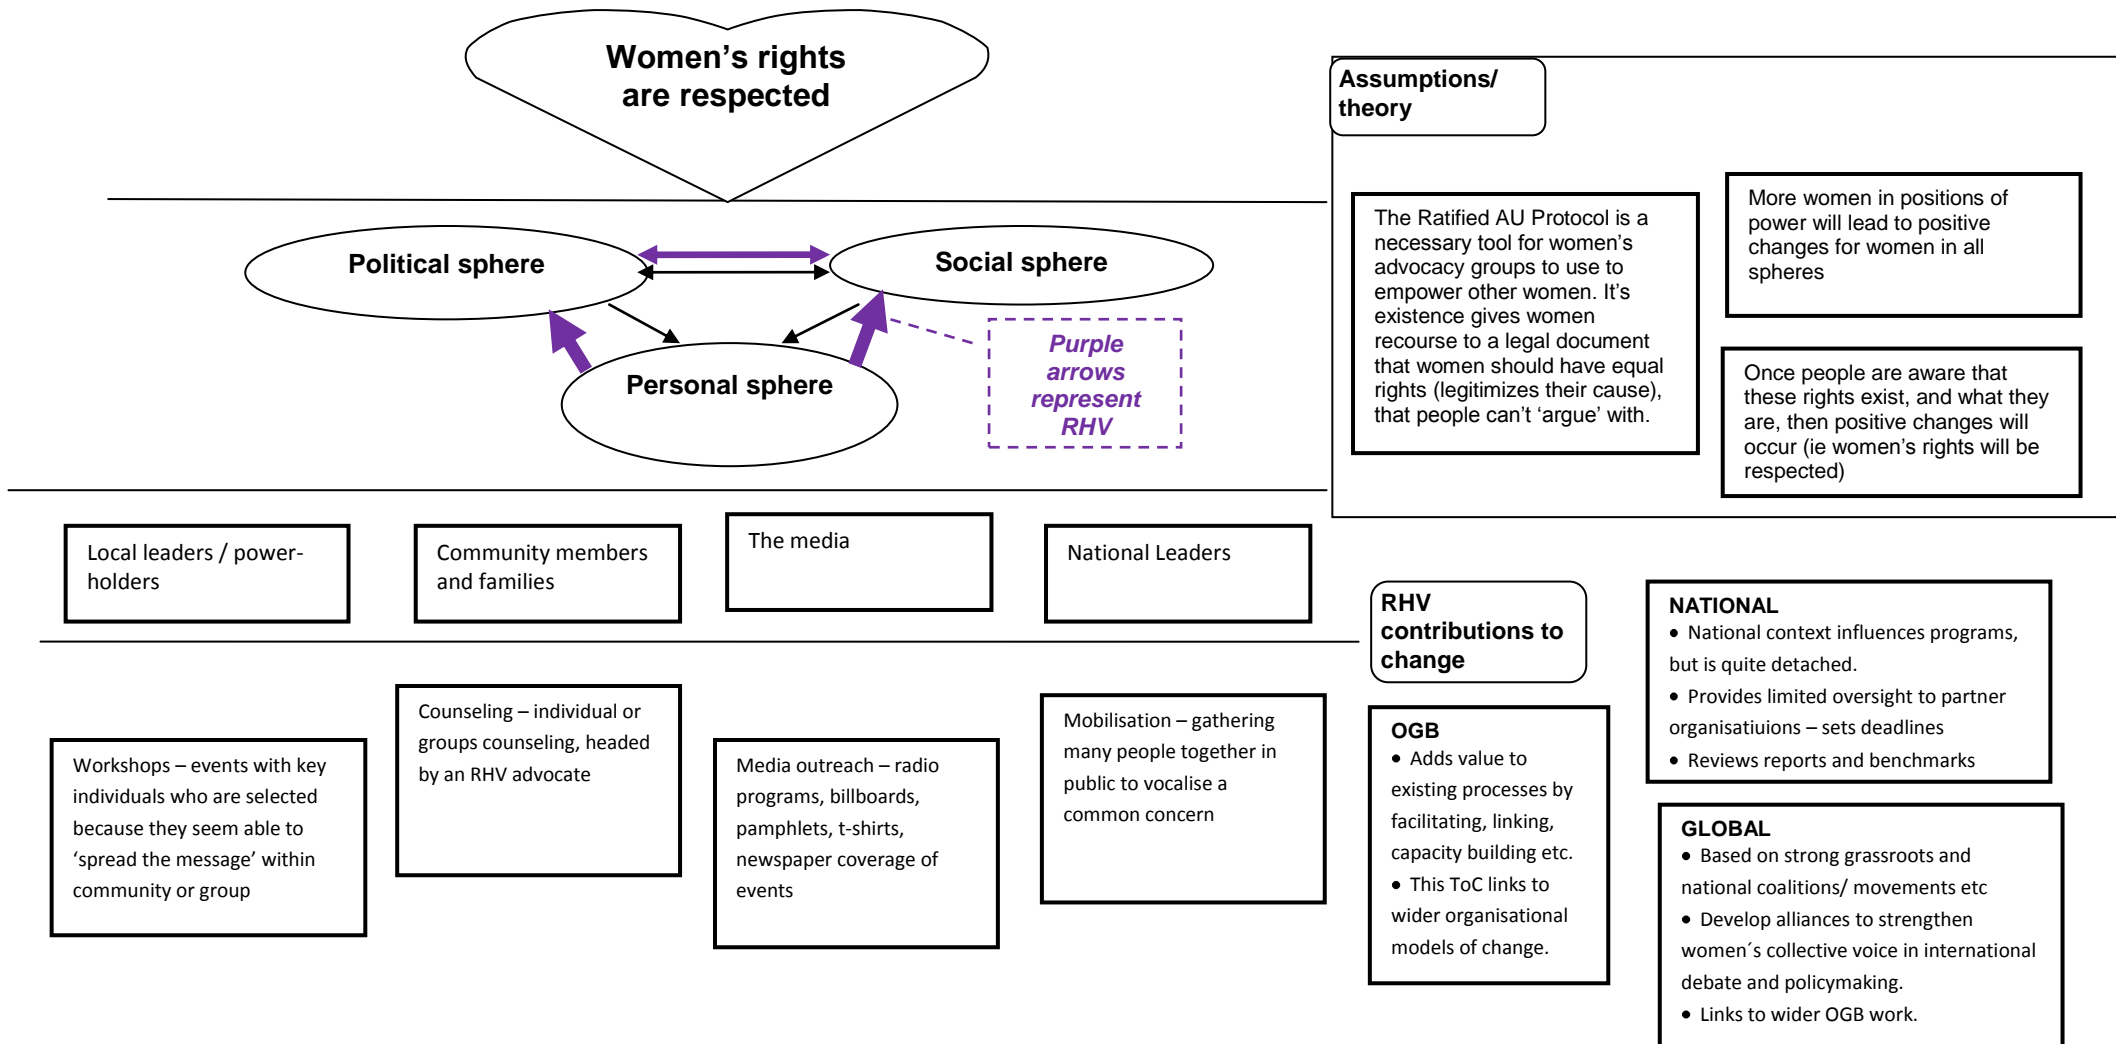 Women’s rights
are respected
Political sphere
Social sphere
Personal sphere
Purple
arrows
represent
RHV
Assumptions/
theory
The Ratified AU Protocol is a
necessary tool for women’s
advocacy groups to use to
empower other women. It’s
existence gives women
recourse to a legal document
that women should have equal
rights (legitimizes their cause),
that people can’t ‘argue’ with.
More women in positions of
power will lead to positive
changes for women in all
spheres
Once people are aware that
these rights exist, and what they
are, then positive changes will
occur (ie women’s rights will be
respected)
Local leaders / power-
holders
Community members
and families
The media
National Leaders
Workshops – events with key
individuals who are selected
because they seem able to
‘spread the message’ within
community or group
Counseling – individual or
groups counseling, headed
by an RHV advocate
Media outreach – radio
programs, billboards,
pamphlets, t-shirts,
newspaper coverage of
events
Mobilisation – gathering
many people together in
public to vocalise a
common concern
RHV
contributions to
change
OGB
• Adds value to
existing processes by
facilitating, linking,
capacity building etc.
• This ToC links to
wider organisational
models of change.
NATIONAL
• National context influences programs,
but is quite detached.
• Provides limited oversight to partner
organisatiuions – sets deadlines
• Reviews reports and benchmarks
GLOBAL
• Based on strong grassroots and
national coalitions/ movements etc
• Develop alliances to strengthen
women´s collective voice in international
debate and policymaking.
• Links to wider OGB work.